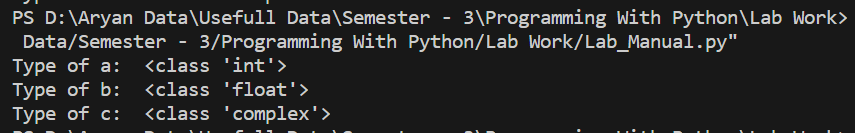 PS D:\Aryan Data\Usefull Data\Semester - 3\Programming With Python\Lab Work>
Data/Semester - 3/Programming With Python/Lab Work/Lab_Manual.py"
Type of a:  <class 'int'>
Type of b:  <class 'float'>
Type of c:  <class 'complex'>